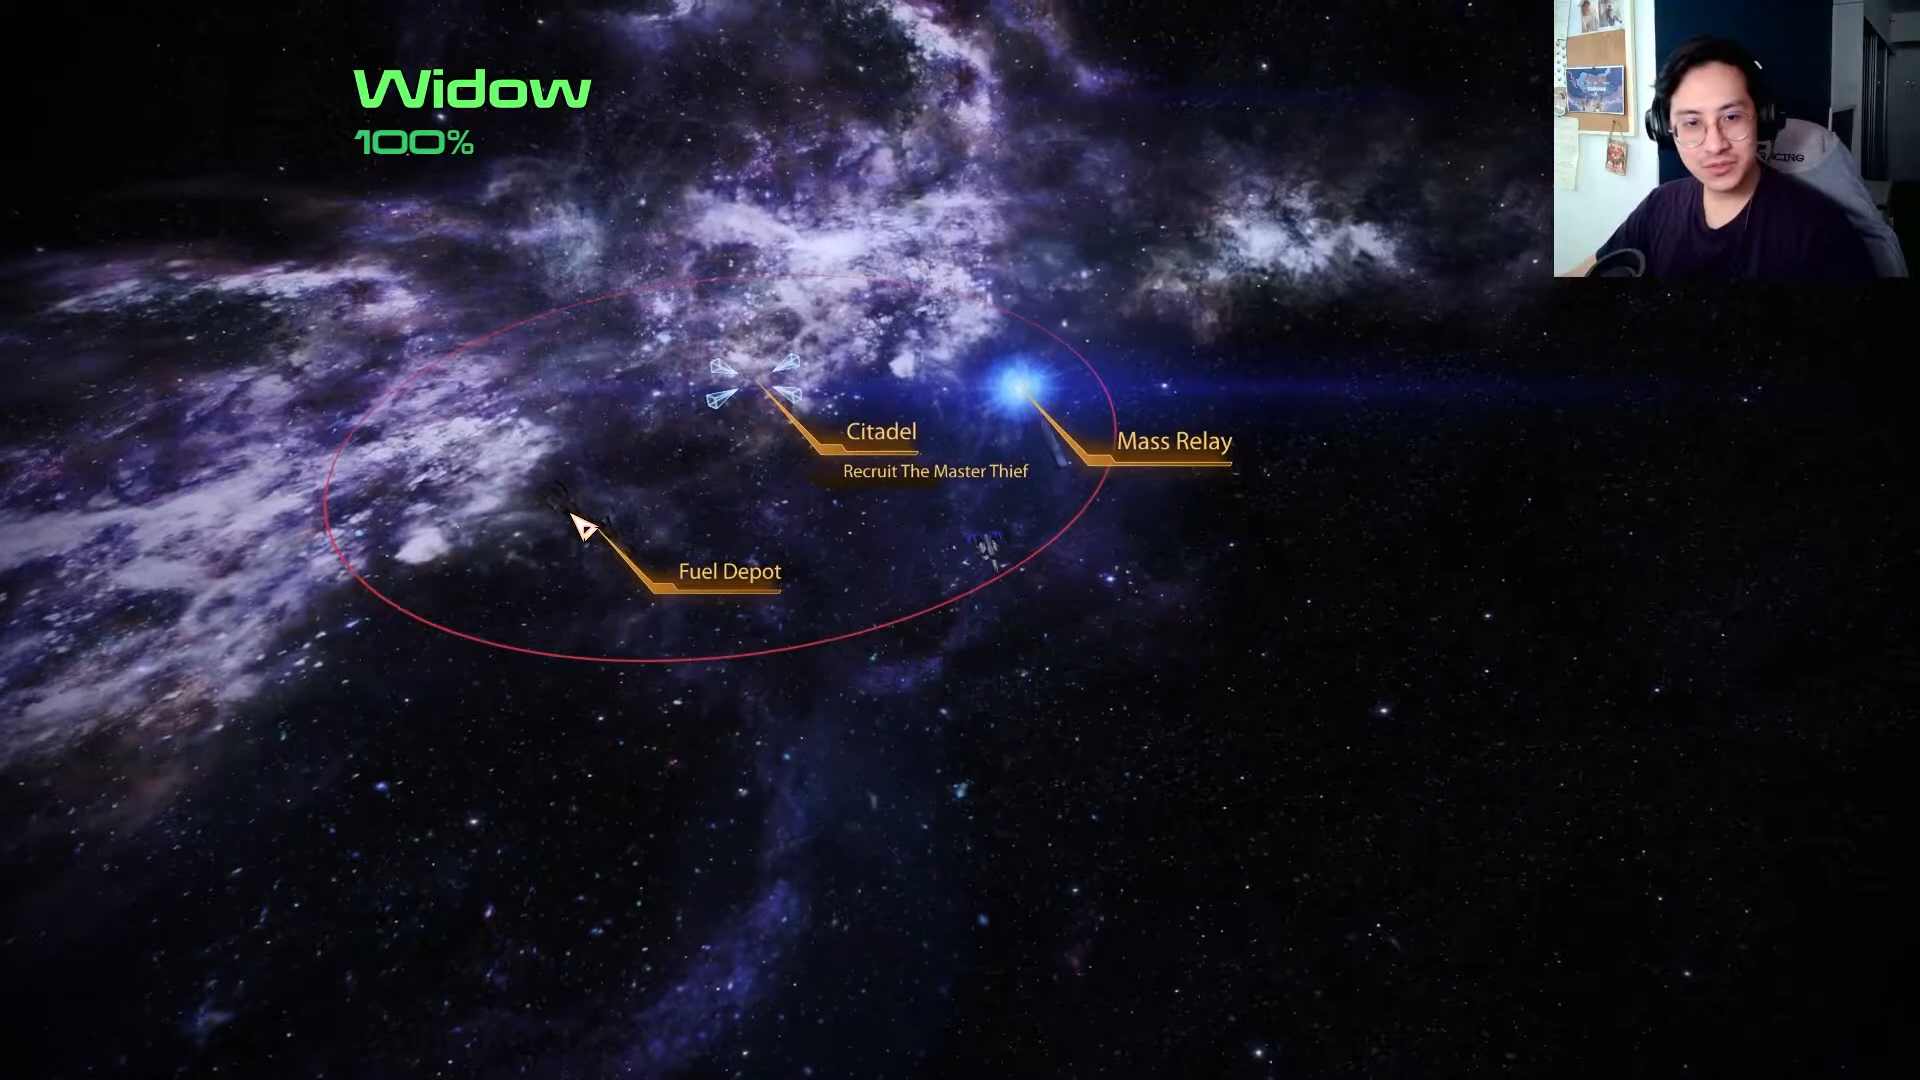 Widow
100%
Citadel
Recruit The Master Thief
Mass Relay
Fuel Depot